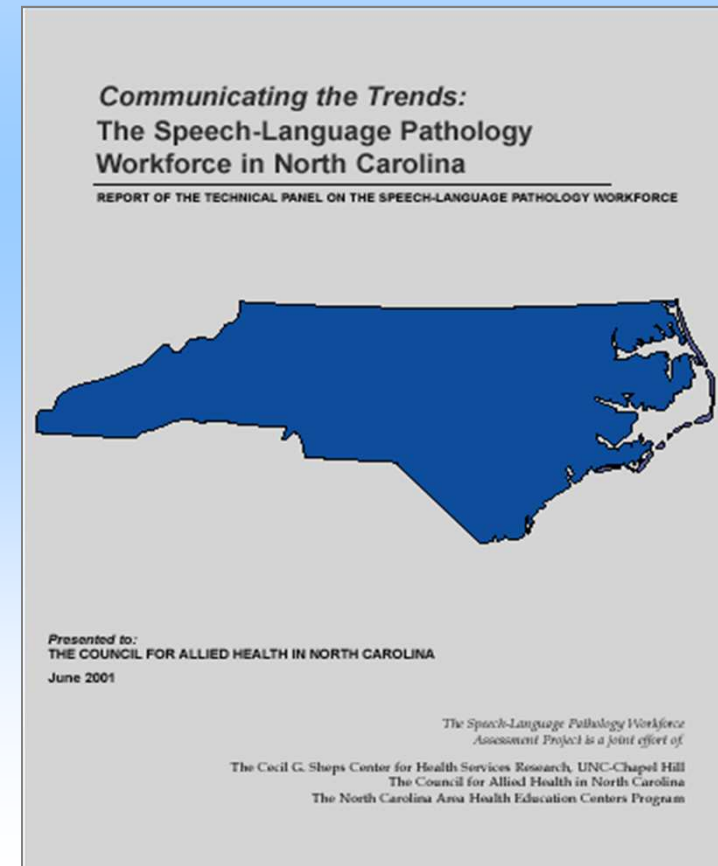 Communicating the Trends:
The Speech-Language Pathology
Workforce in North Carolina
REPORT OF THE TECHNICAL PANEL ON THE SPEECH-LANGUAGE PATHOLOGY WORKFORCE
Presented to:
THE COUNCIL FOR ALLIED HEALTH IN NORTH CAROLINA
June 2001
The Speech-Language Pathology Workforce
Assessment Project is a joint effort of:
The Cecil G. Sheps Center for Health Services Research, UNC-Chapel Hill
The Council for Allied Health in North Carolina
The North Carolina Area Health Education Centers Program